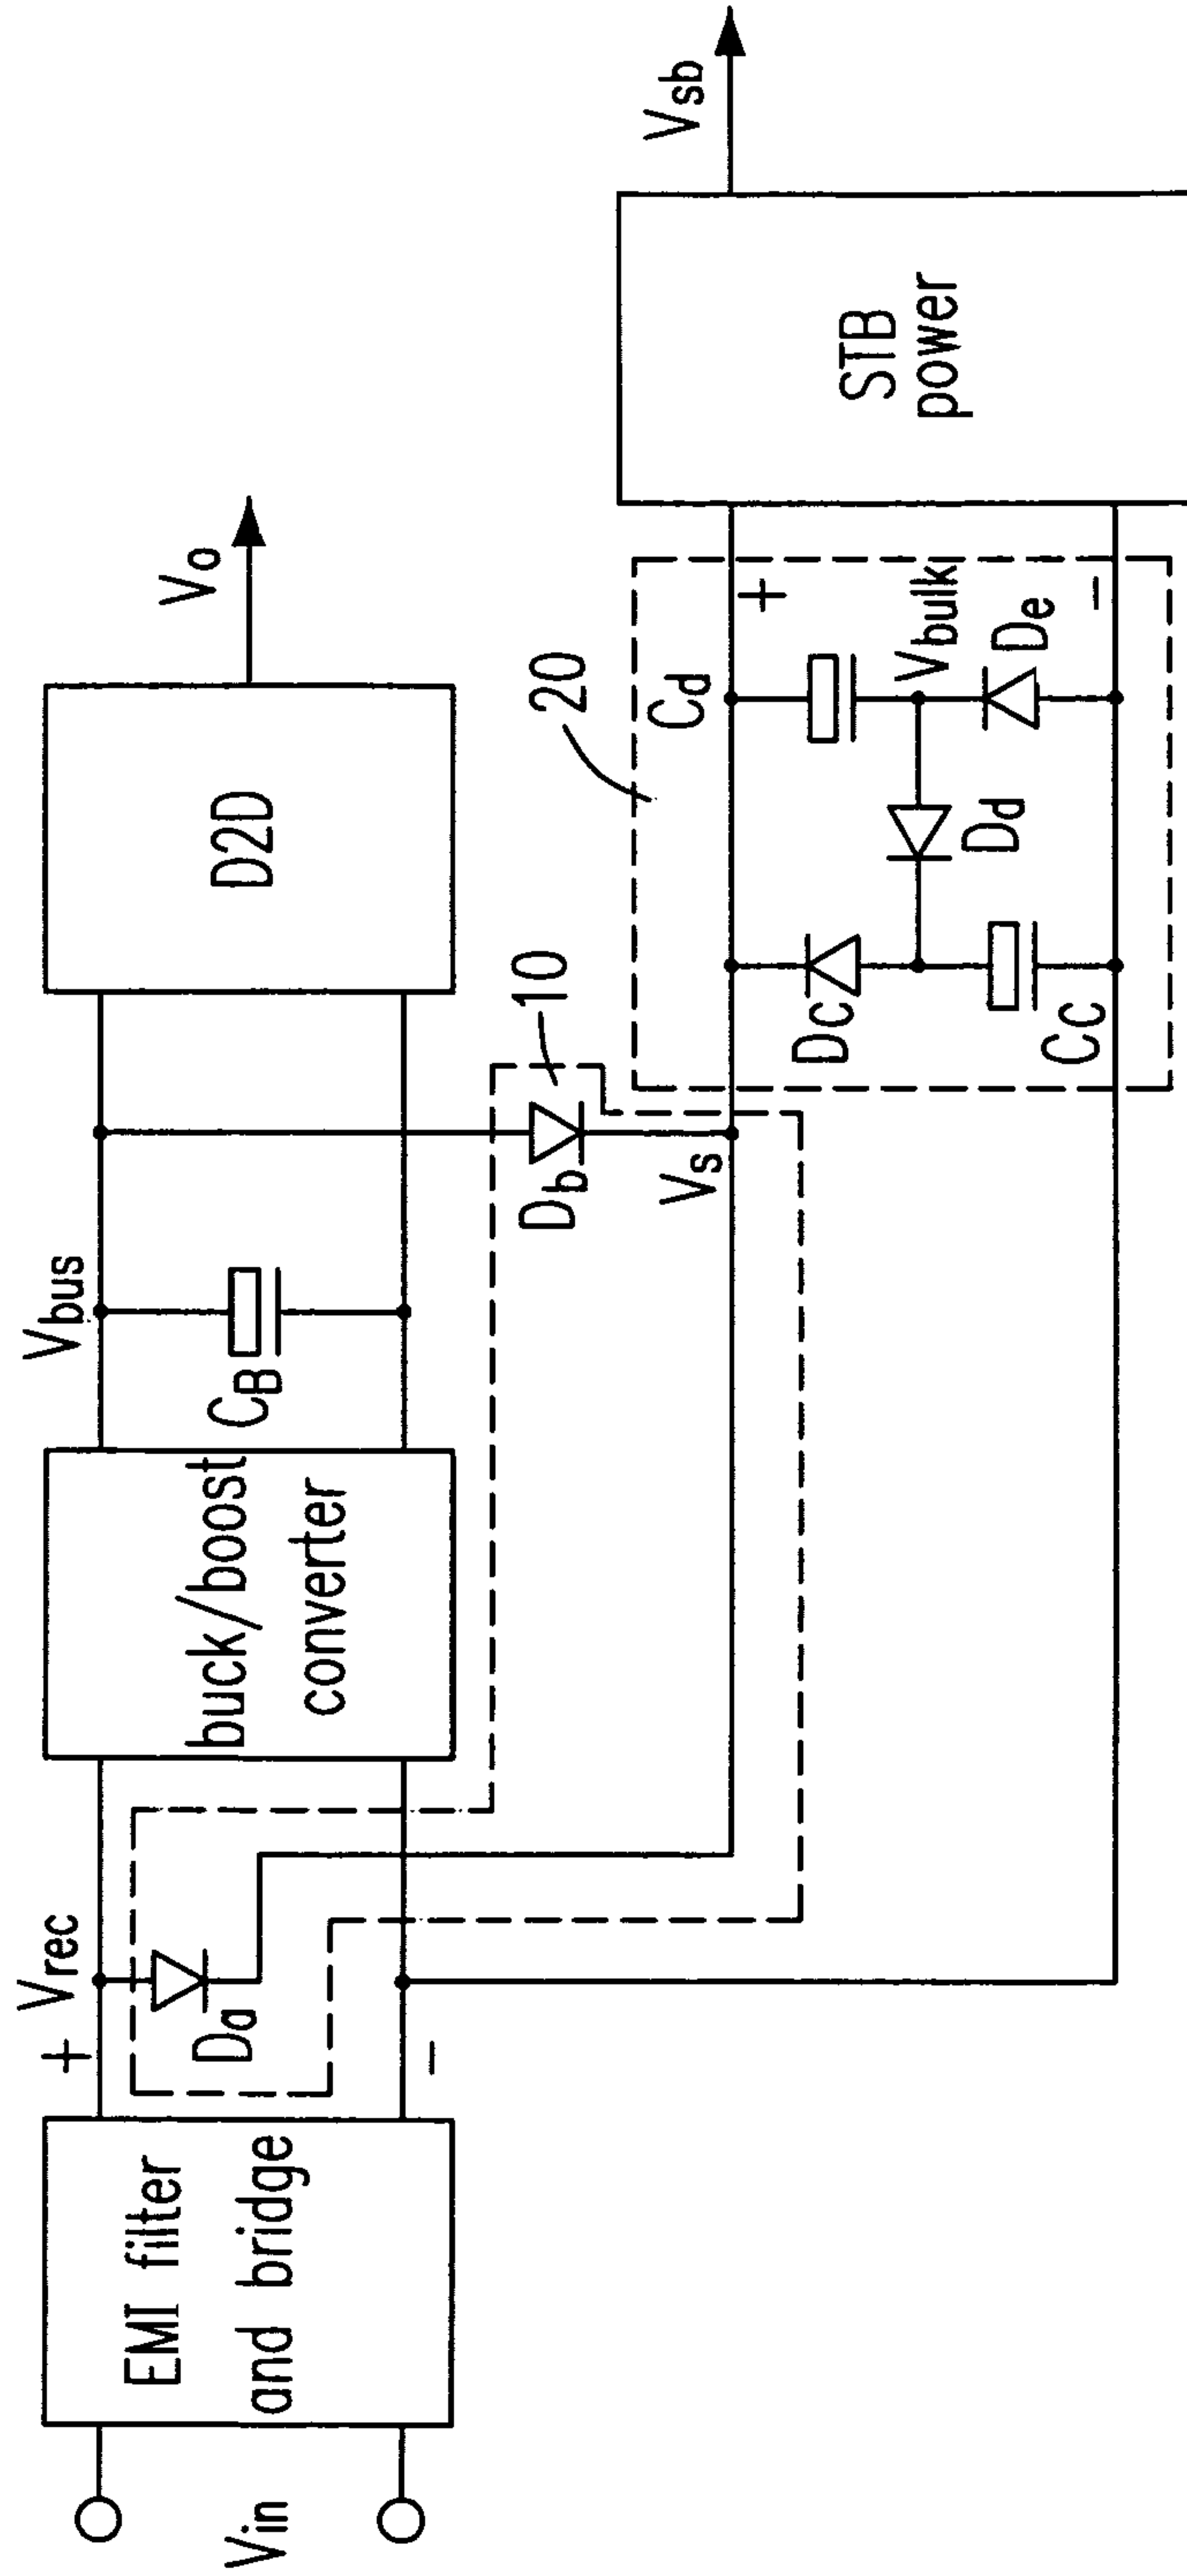 Vin
EMI filter
and bridge
+
Vrec
-
Da
buck/boost
converter
Vbus
CB
D2D
Vo
10
Db
Vs
20
Dc
Cc
Cd
Dd
Vbulk
De
+
-
STB
power
Vsb